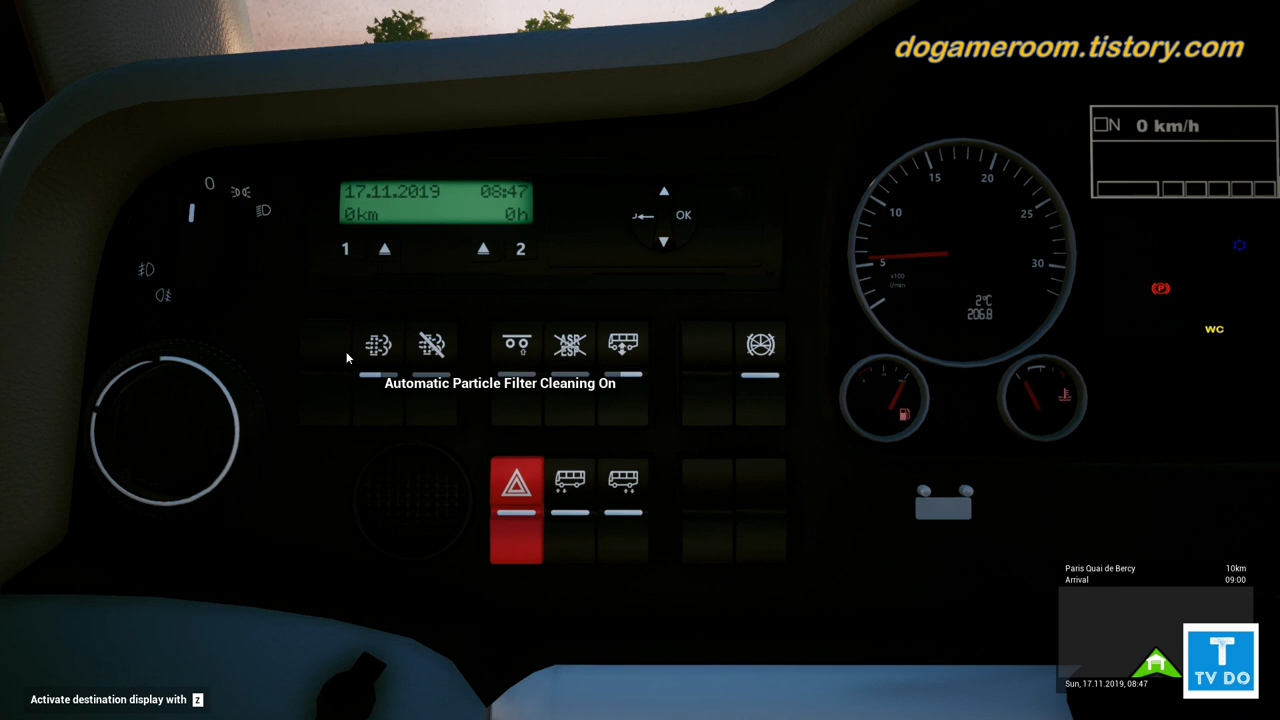 dogameroom.tistory.com
N 0 km/h
0
17.11.2019 08:47
0km 0h
OK
1 2
5 10 15 20 25 30
x100
l/min
2°C
206.8
P
WC
ASR
ESP
Automatic Particle Filter Cleaning On
Paris Quai de Bercy 10km
Arrival 09:00
T
TV DO
Sun, 17.11.2019, 08:47
Activate destination display with Z